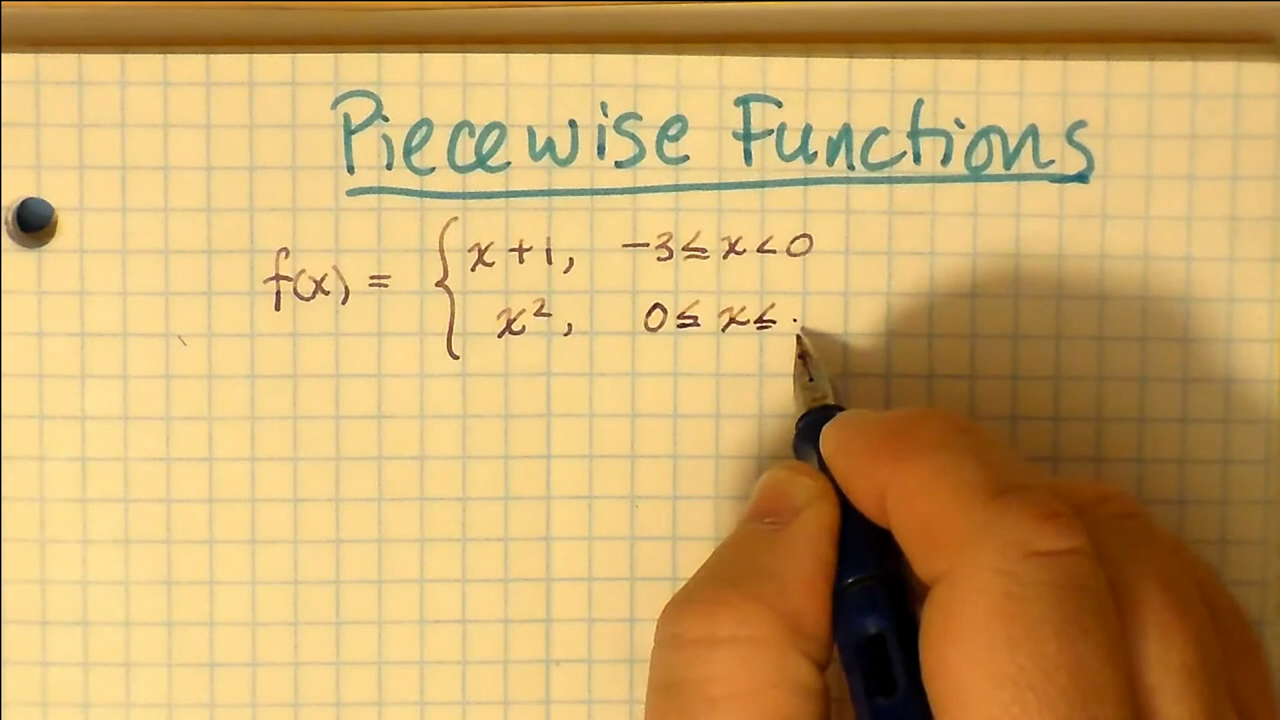 Piecewise Functions
f(x) = { x+1, -3≤x<0
x², 0≤x≤